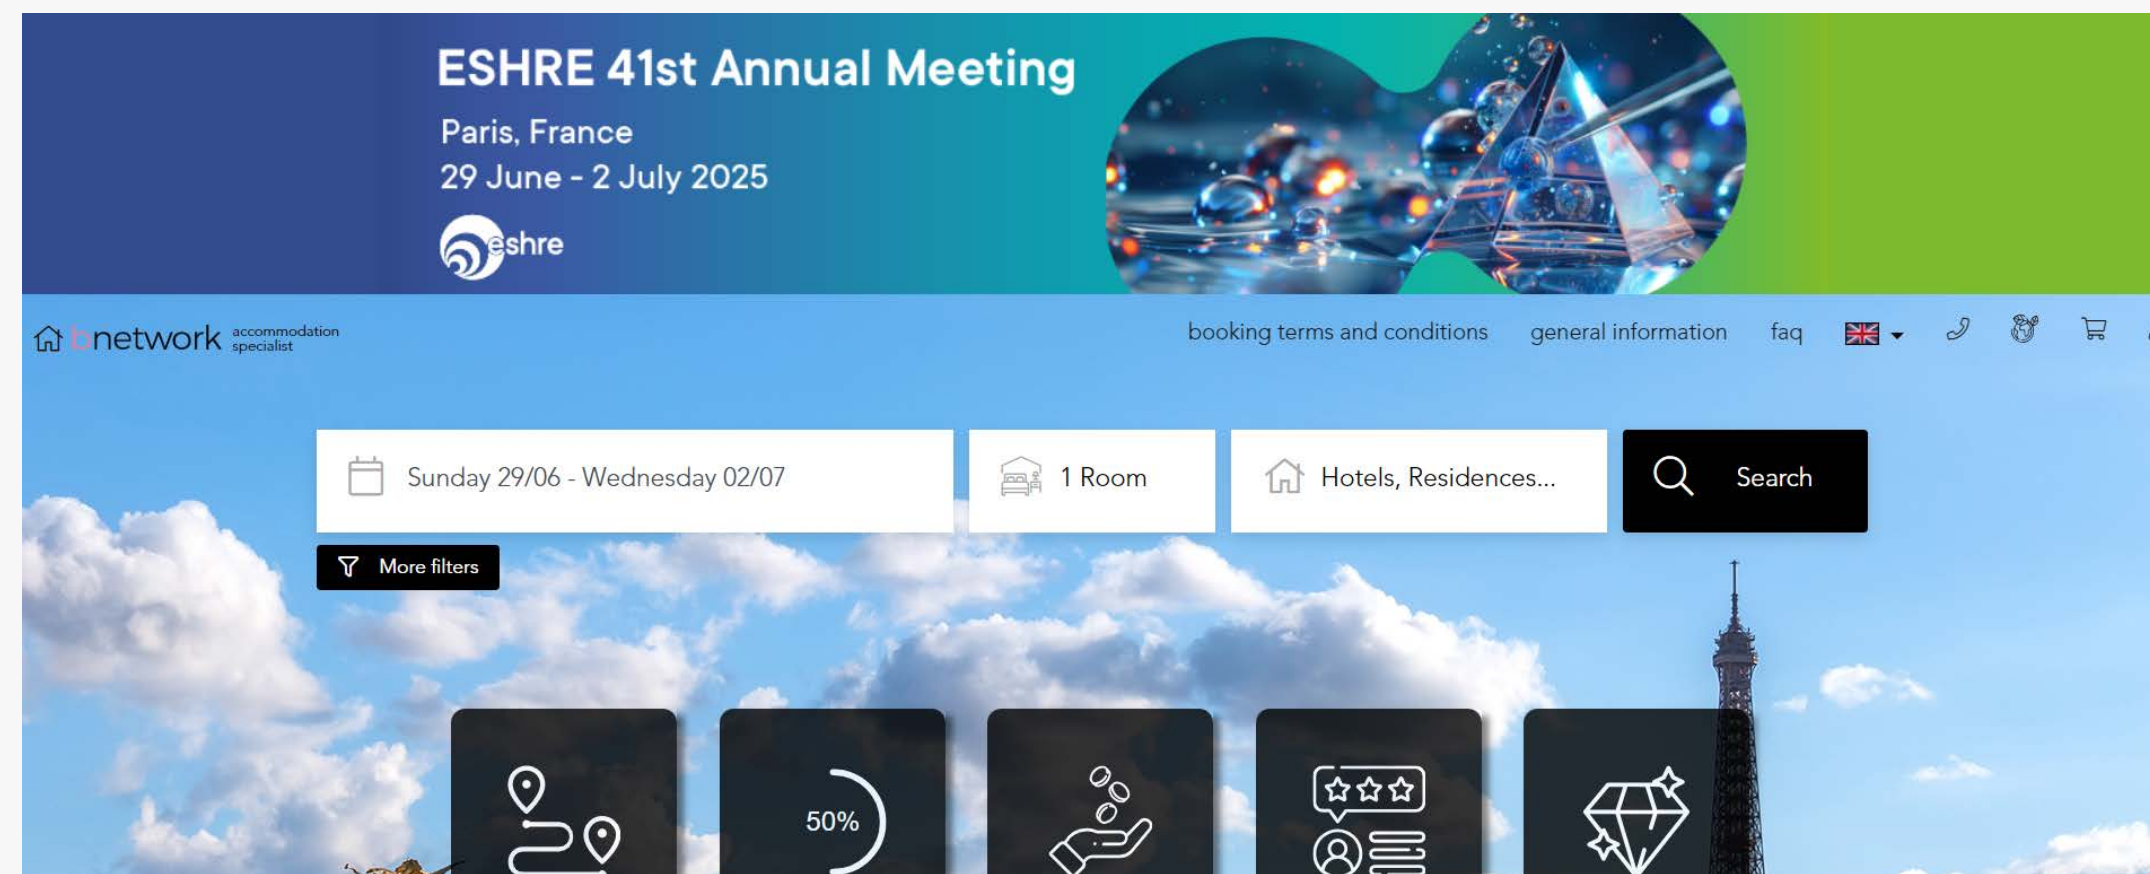 ESHRE 41st Annual Meeting
Paris, France
29 June - 2 July 2025
eshre
bnetwork accommodation specialist
booking terms and conditions general information faq
Sunday 29/06 - Wednesday 02/07 1 Room Hotels, Residences... Search
More filters
50%